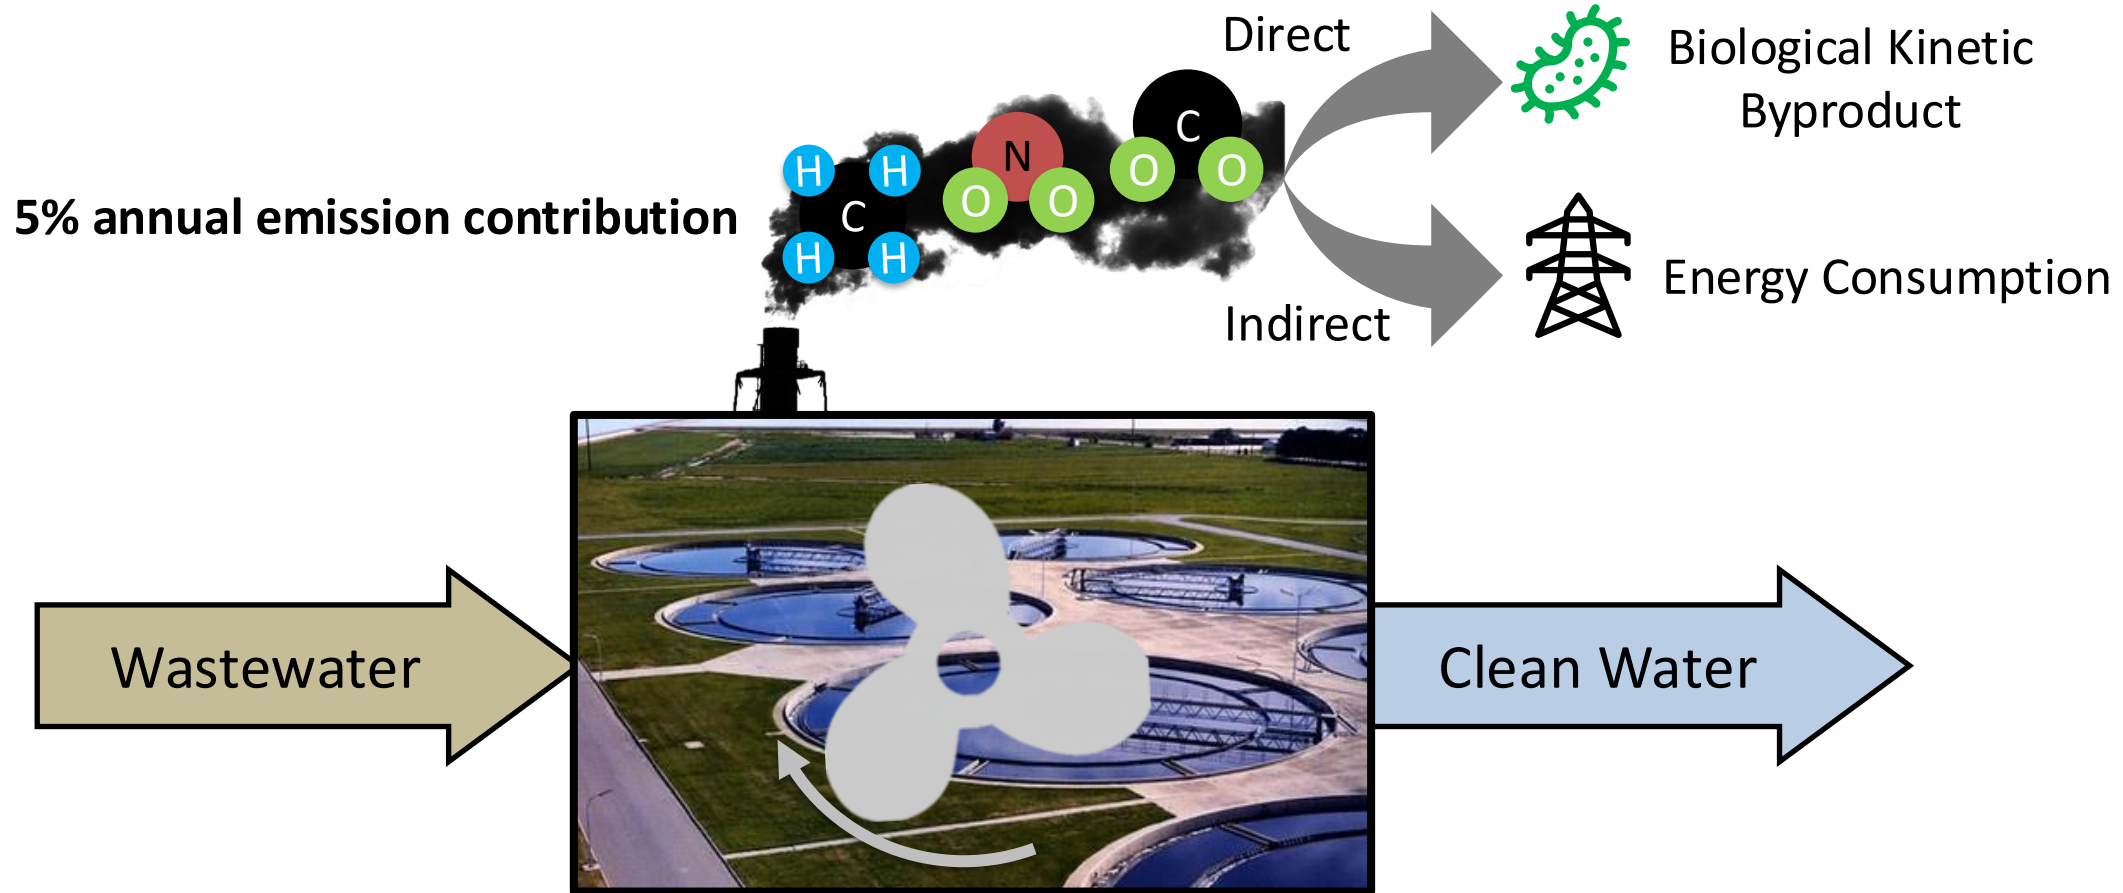 Direct
Biological Kinetic
Byproduct
5% annual emission contribution
H H
C
H H
N
O O
C
O O
Indirect
Energy Consumption
Wastewater
Clean Water